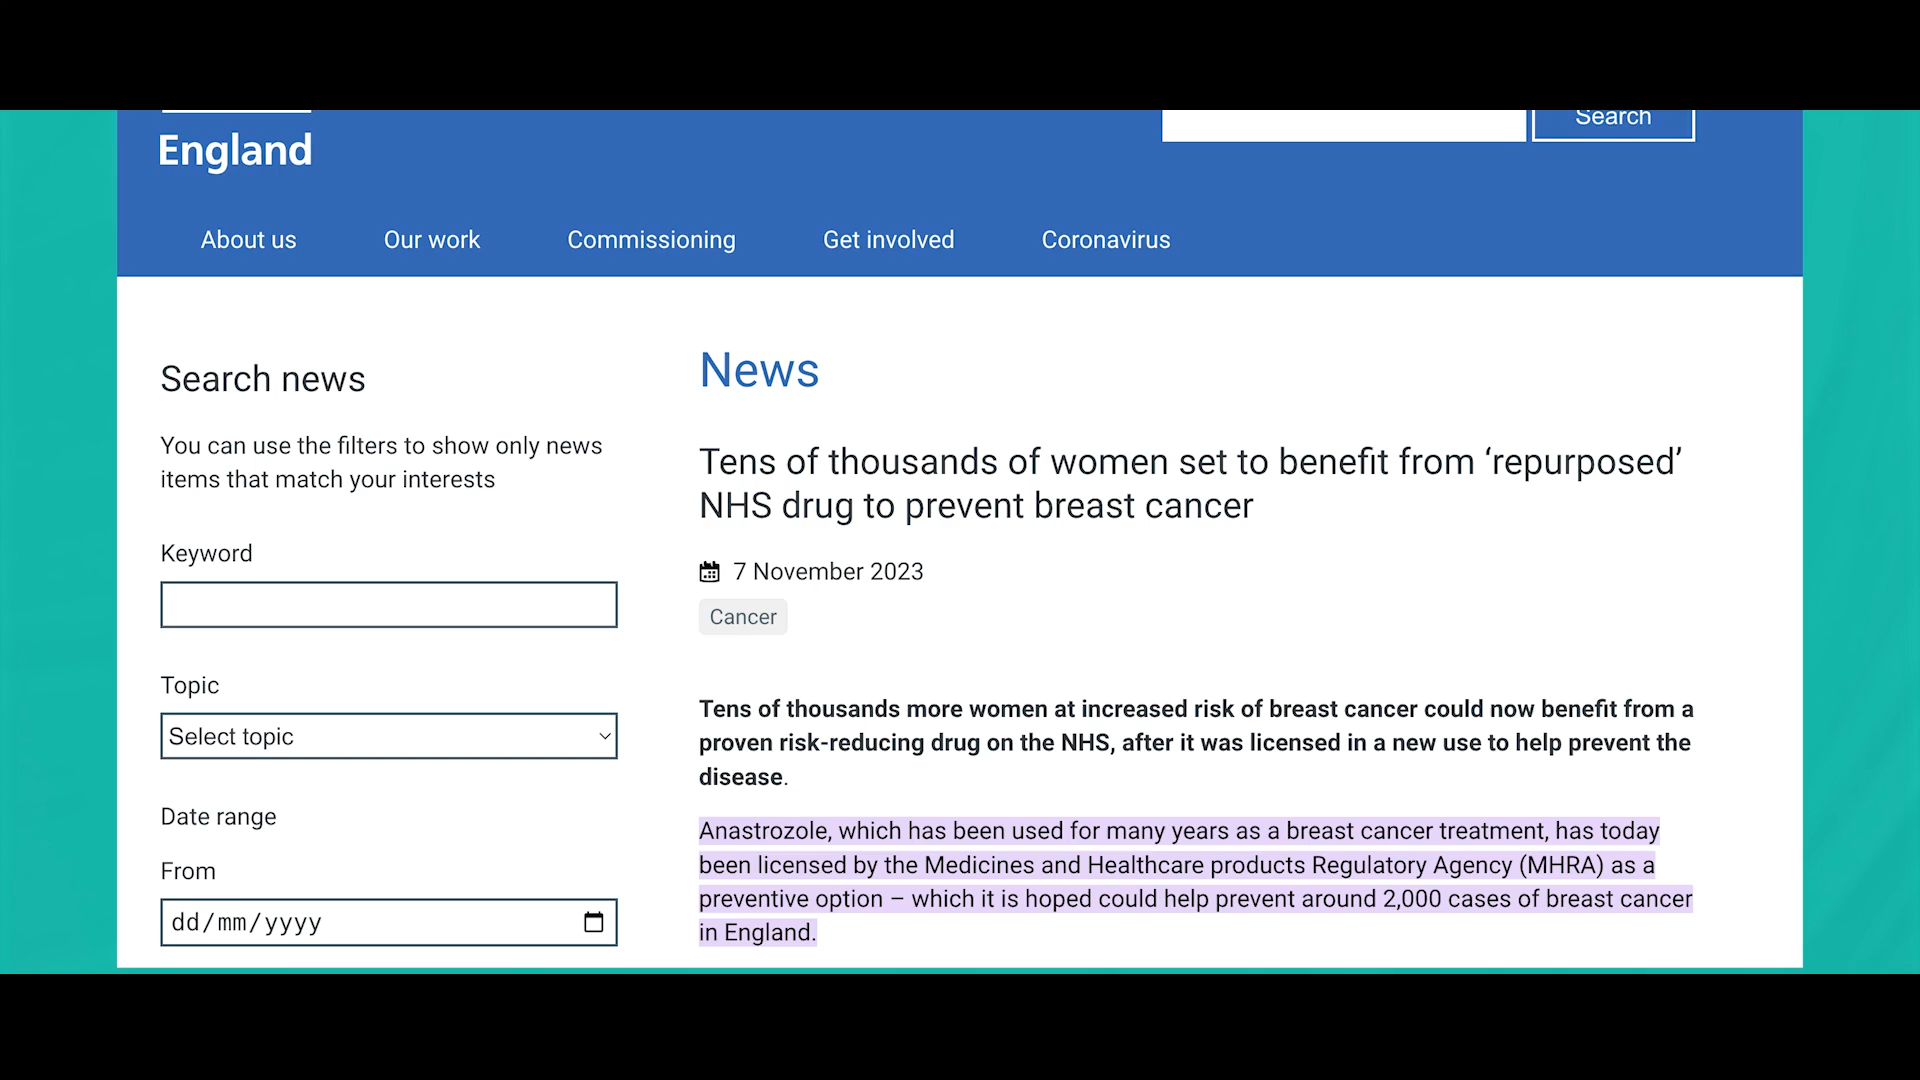 England
Search
About us
Our work
Commissioning
Get involved
Coronavirus
Search news
You can use the filters to show only news
items that match your interests
Keyword
Topic
Select topic
Date range
From
dd/mm/yyyy
News
Tens of thousands of women set to benefit from ‘repurposed’
NHS drug to prevent breast cancer
7 November 2023
Cancer
Tens of thousands more women at increased risk of breast cancer could now benefit from a
proven risk-reducing drug on the NHS, after it was licensed in a new use to help prevent the
disease.
Anastrozole, which has been used for many years as a breast cancer treatment, has today
been licensed by the Medicines and Healthcare products Regulatory Agency (MHRA) as a
preventive option – which it is hoped could help prevent around 2,000 cases of breast cancer
in England.